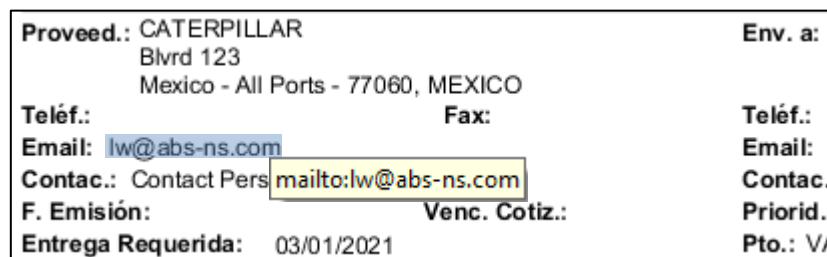 Proveed.: CATERPILLAR Env. a:
Blvrd 123
Mexico - All Ports - 77060, MEXICO
Teléf.: Fax: Teléf.:
Email: lw@abs-ns.com Email:
Contac.: Contact Pers mailto:lw@abs-ns.com Contac.
F. Emisión: Venc. Cotiz.: Priorid.
Entrega Requerida: 03/01/2021 Pto.: